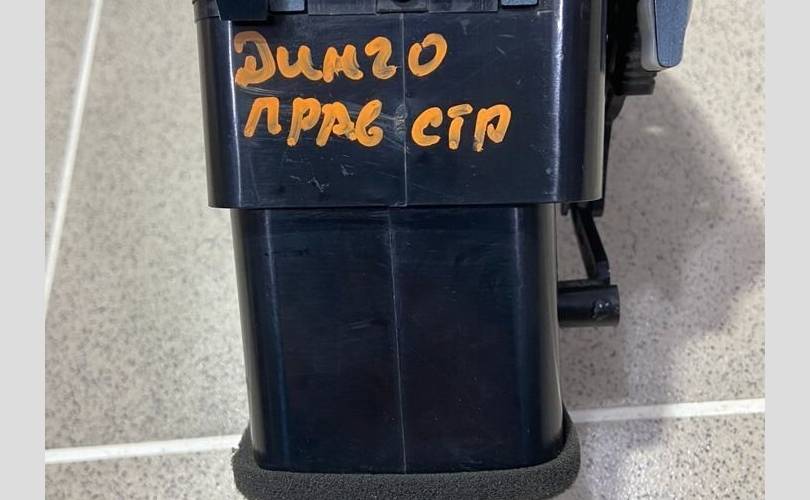 Динго
прав стр